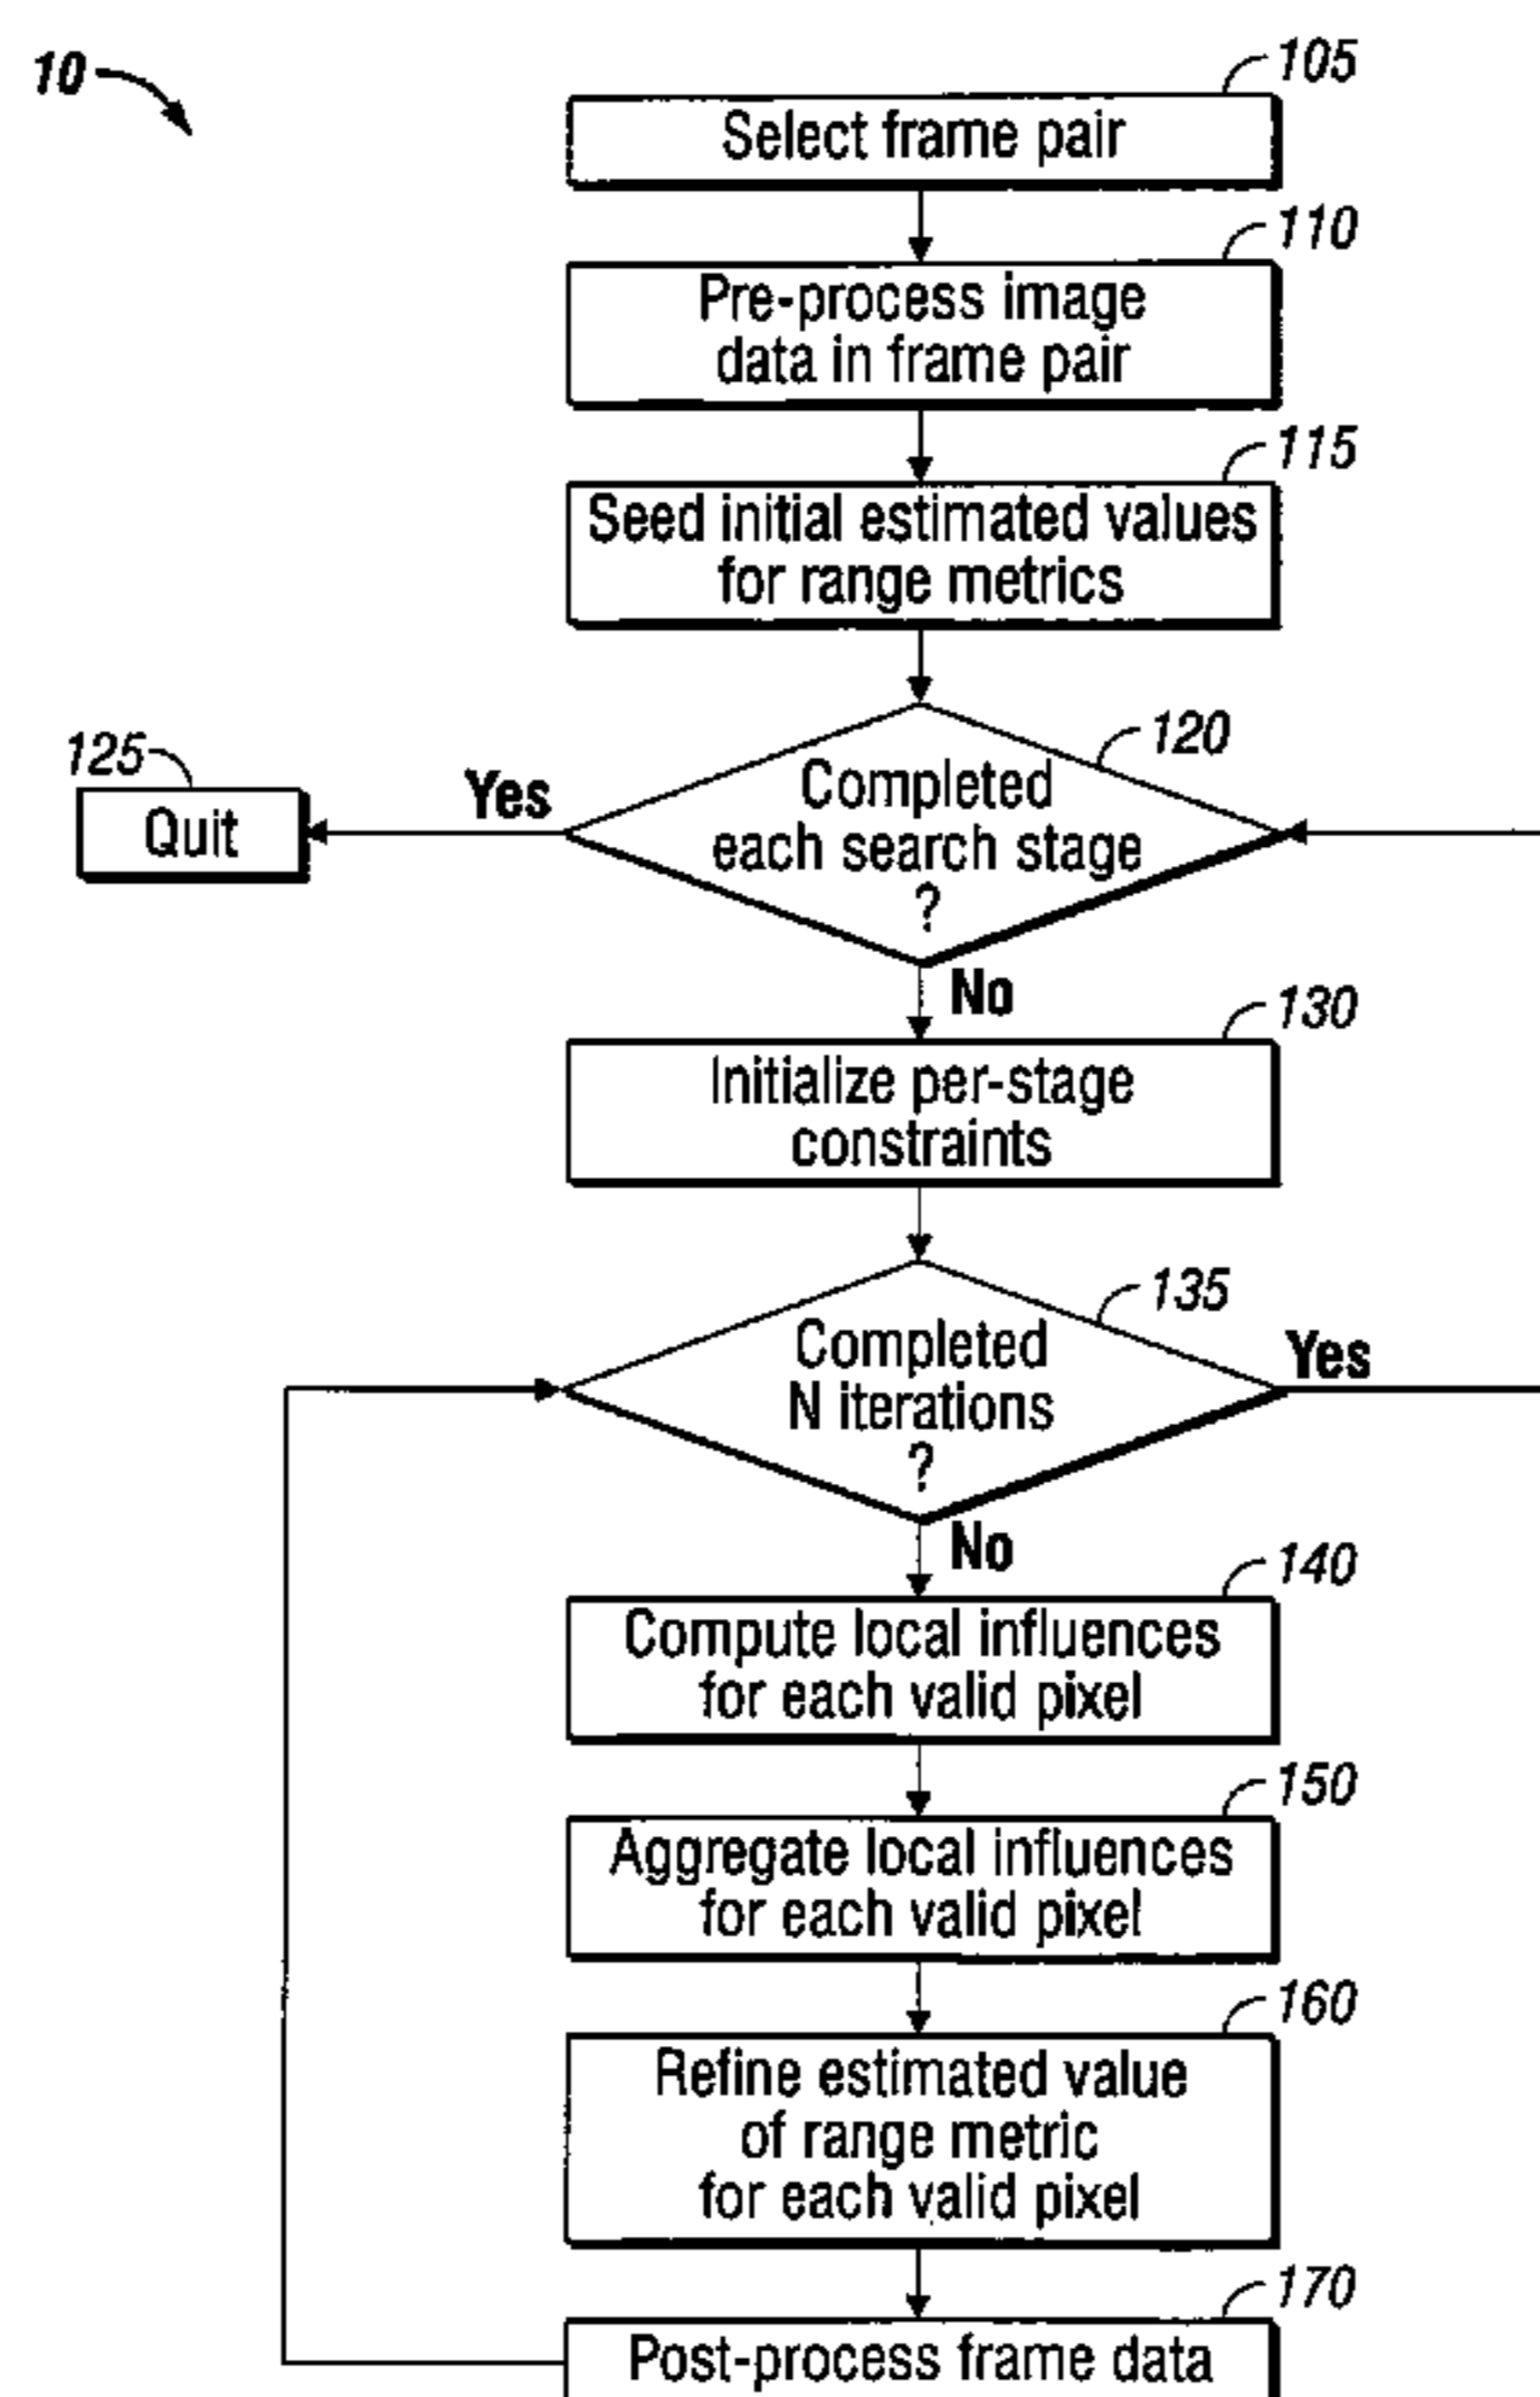 10
105
Select frame pair
110
Pre-process image
data in frame pair
115
Seed initial estimated values
for range metrics
120
Completed
each search stage
?
Yes
125
Quit
No
130
Initialize per-stage
constraints
135
Completed
N iterations
?
Yes
No
140
Compute local influences
for each valid pixel
150
Aggregate local influences
for each valid pixel
160
Refine estimated value
of range metric
for each valid pixel
170
Post-process frame data